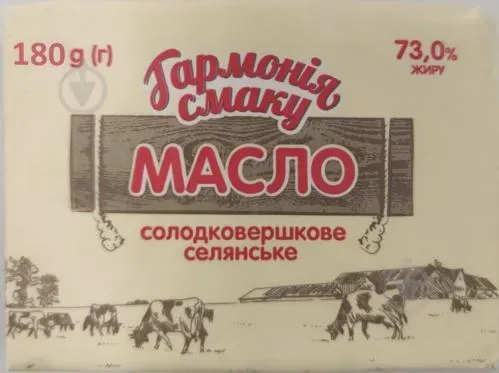 180 g (г)
Гармонія
смаку
73,0%
ЖИРУ
МАСЛО
солодковершкове
селянське